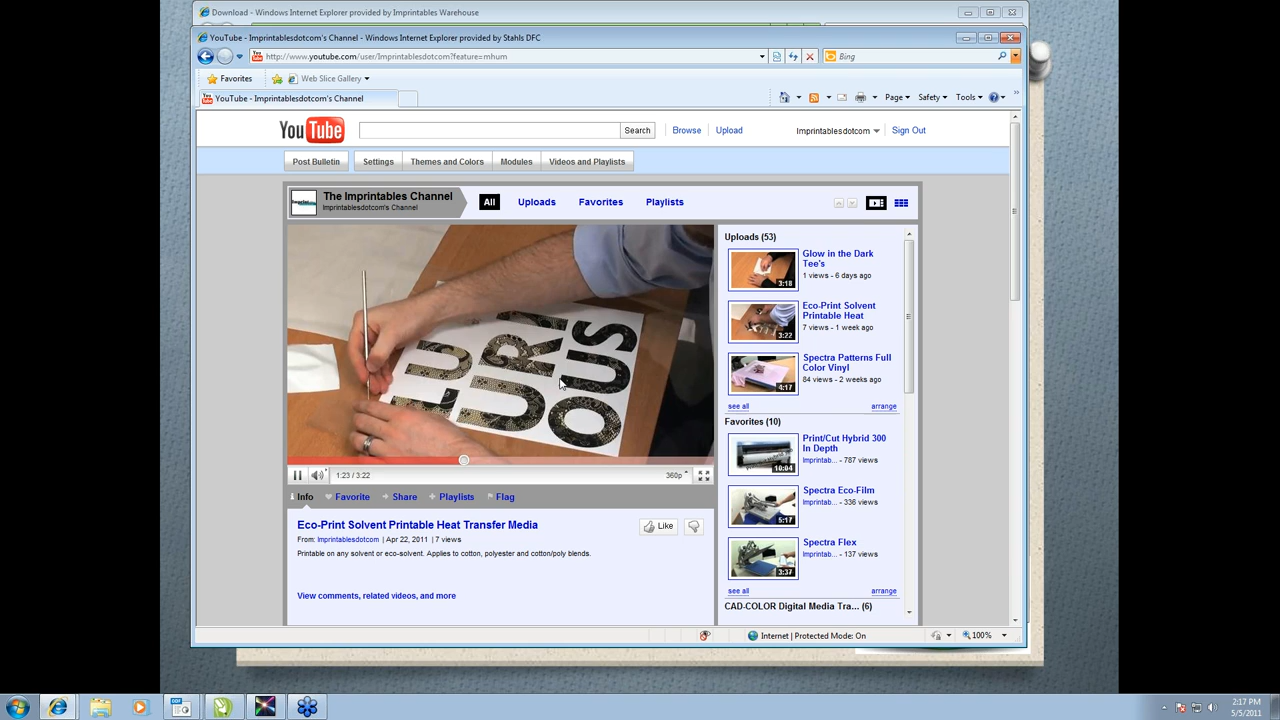 Download - Windows Internet Explorer provided by Imprintables Warehouse
YouTube - Imprintablesdotcom's Channel - Windows Internet Explorer provided by Stahls DFC
http://www.youtube.com/user/Imprintablesdotcom?feature=mhum
Bing
Favorites
Web Slice Gallery
YouTube - Imprintablesdotcom's Channel
Page
Safety
Tools
YouTube
Search
Browse
Upload
Imprintablesdotcom
Sign Out
Post Bulletin
Settings
Themes and Colors
Modules
Videos and Playlists
The Imprintables Channel
Imprintablesdotcom's Channel
All
Uploads
Favorites
Playlists
OUS
1:23 / 3:22
360p
Info
Favorite
Share
Playlists
Flag
Eco-Print Solvent Printable Heat Transfer Media
From: Imprintablesdotcom | Apr 22, 2011 | 7 views
Like
Printable on any solvent or eco-solvent. Applies to cotton, polyester and cotton/poly blends.
View comments, related videos, and more
Uploads (53)
3:18
Glow in the Dark
Tee's
1 views - 6 days ago
3:22
Eco-Print Solvent
Printable Heat
7 views - 1 week ago
4:17
Spectra Patterns Full
Color Vinyl
84 views - 2 weeks ago
see all
arrange
Favorites (10)
10:04
Print/Cut Hybrid 300
In Depth
Imprintab... - 787 views
5:17
Spectra Eco-Film
Imprintab... - 336 views
3:37
Spectra Flex
Imprintab... - 137 views
see all
arrange
CAD-COLOR Digital Media Tra... (6)
Internet | Protected Mode: On
100%
2:17 PM
5/5/2011